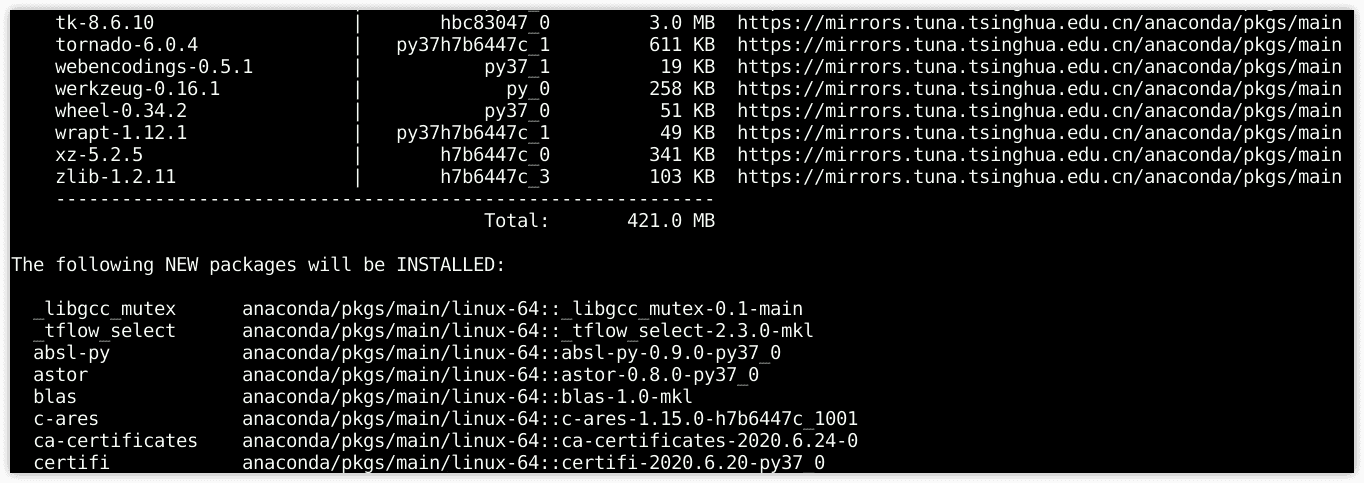 tk-8.6.10                  |       hbc83047_0         3.0 MB  https://mirrors.tuna.tsinghua.edu.cn/anaconda/pkgs/main
tornado-6.0.4              |   py37h7b6447c_1         611 KB  https://mirrors.tuna.tsinghua.edu.cn/anaconda/pkgs/main
webencodings-0.5.1         |           py37_1          19 KB  https://mirrors.tuna.tsinghua.edu.cn/anaconda/pkgs/main
werkzeug-0.16.1            |             py_0         258 KB  https://mirrors.tuna.tsinghua.edu.cn/anaconda/pkgs/main
wheel-0.34.2               |           py37_0          51 KB  https://mirrors.tuna.tsinghua.edu.cn/anaconda/pkgs/main
wrapt-1.12.1               |   py37h7b6447c_1          49 KB  https://mirrors.tuna.tsinghua.edu.cn/anaconda/pkgs/main
xz-5.2.5                   |       h7b6447c_0         341 KB  https://mirrors.tuna.tsinghua.edu.cn/anaconda/pkgs/main
zlib-1.2.11                |       h7b6447c_3         103 KB  https://mirrors.tuna.tsinghua.edu.cn/anaconda/pkgs/main
------------------------------------------------------------
Total:       421.0 MB
The following NEW packages will be INSTALLED:
_libgcc_mutex      anaconda/pkgs/main/linux-64::_libgcc_mutex-0.1-main
_tflow_select      anaconda/pkgs/main/linux-64::_tflow_select-2.3.0-mkl
absl-py            anaconda/pkgs/main/linux-64::absl-py-0.9.0-py37_0
astor              anaconda/pkgs/main/linux-64::astor-0.8.0-py37_0
blas               anaconda/pkgs/main/linux-64::blas-1.0-mkl
c-ares             anaconda/pkgs/main/linux-64::c-ares-1.15.0-h7b6447c_1001
ca-certificates    anaconda/pkgs/main/linux-64::ca-certificates-2020.6.24-0
certifi            anaconda/pkgs/main/linux-64::certifi-2020.6.20-py37_0